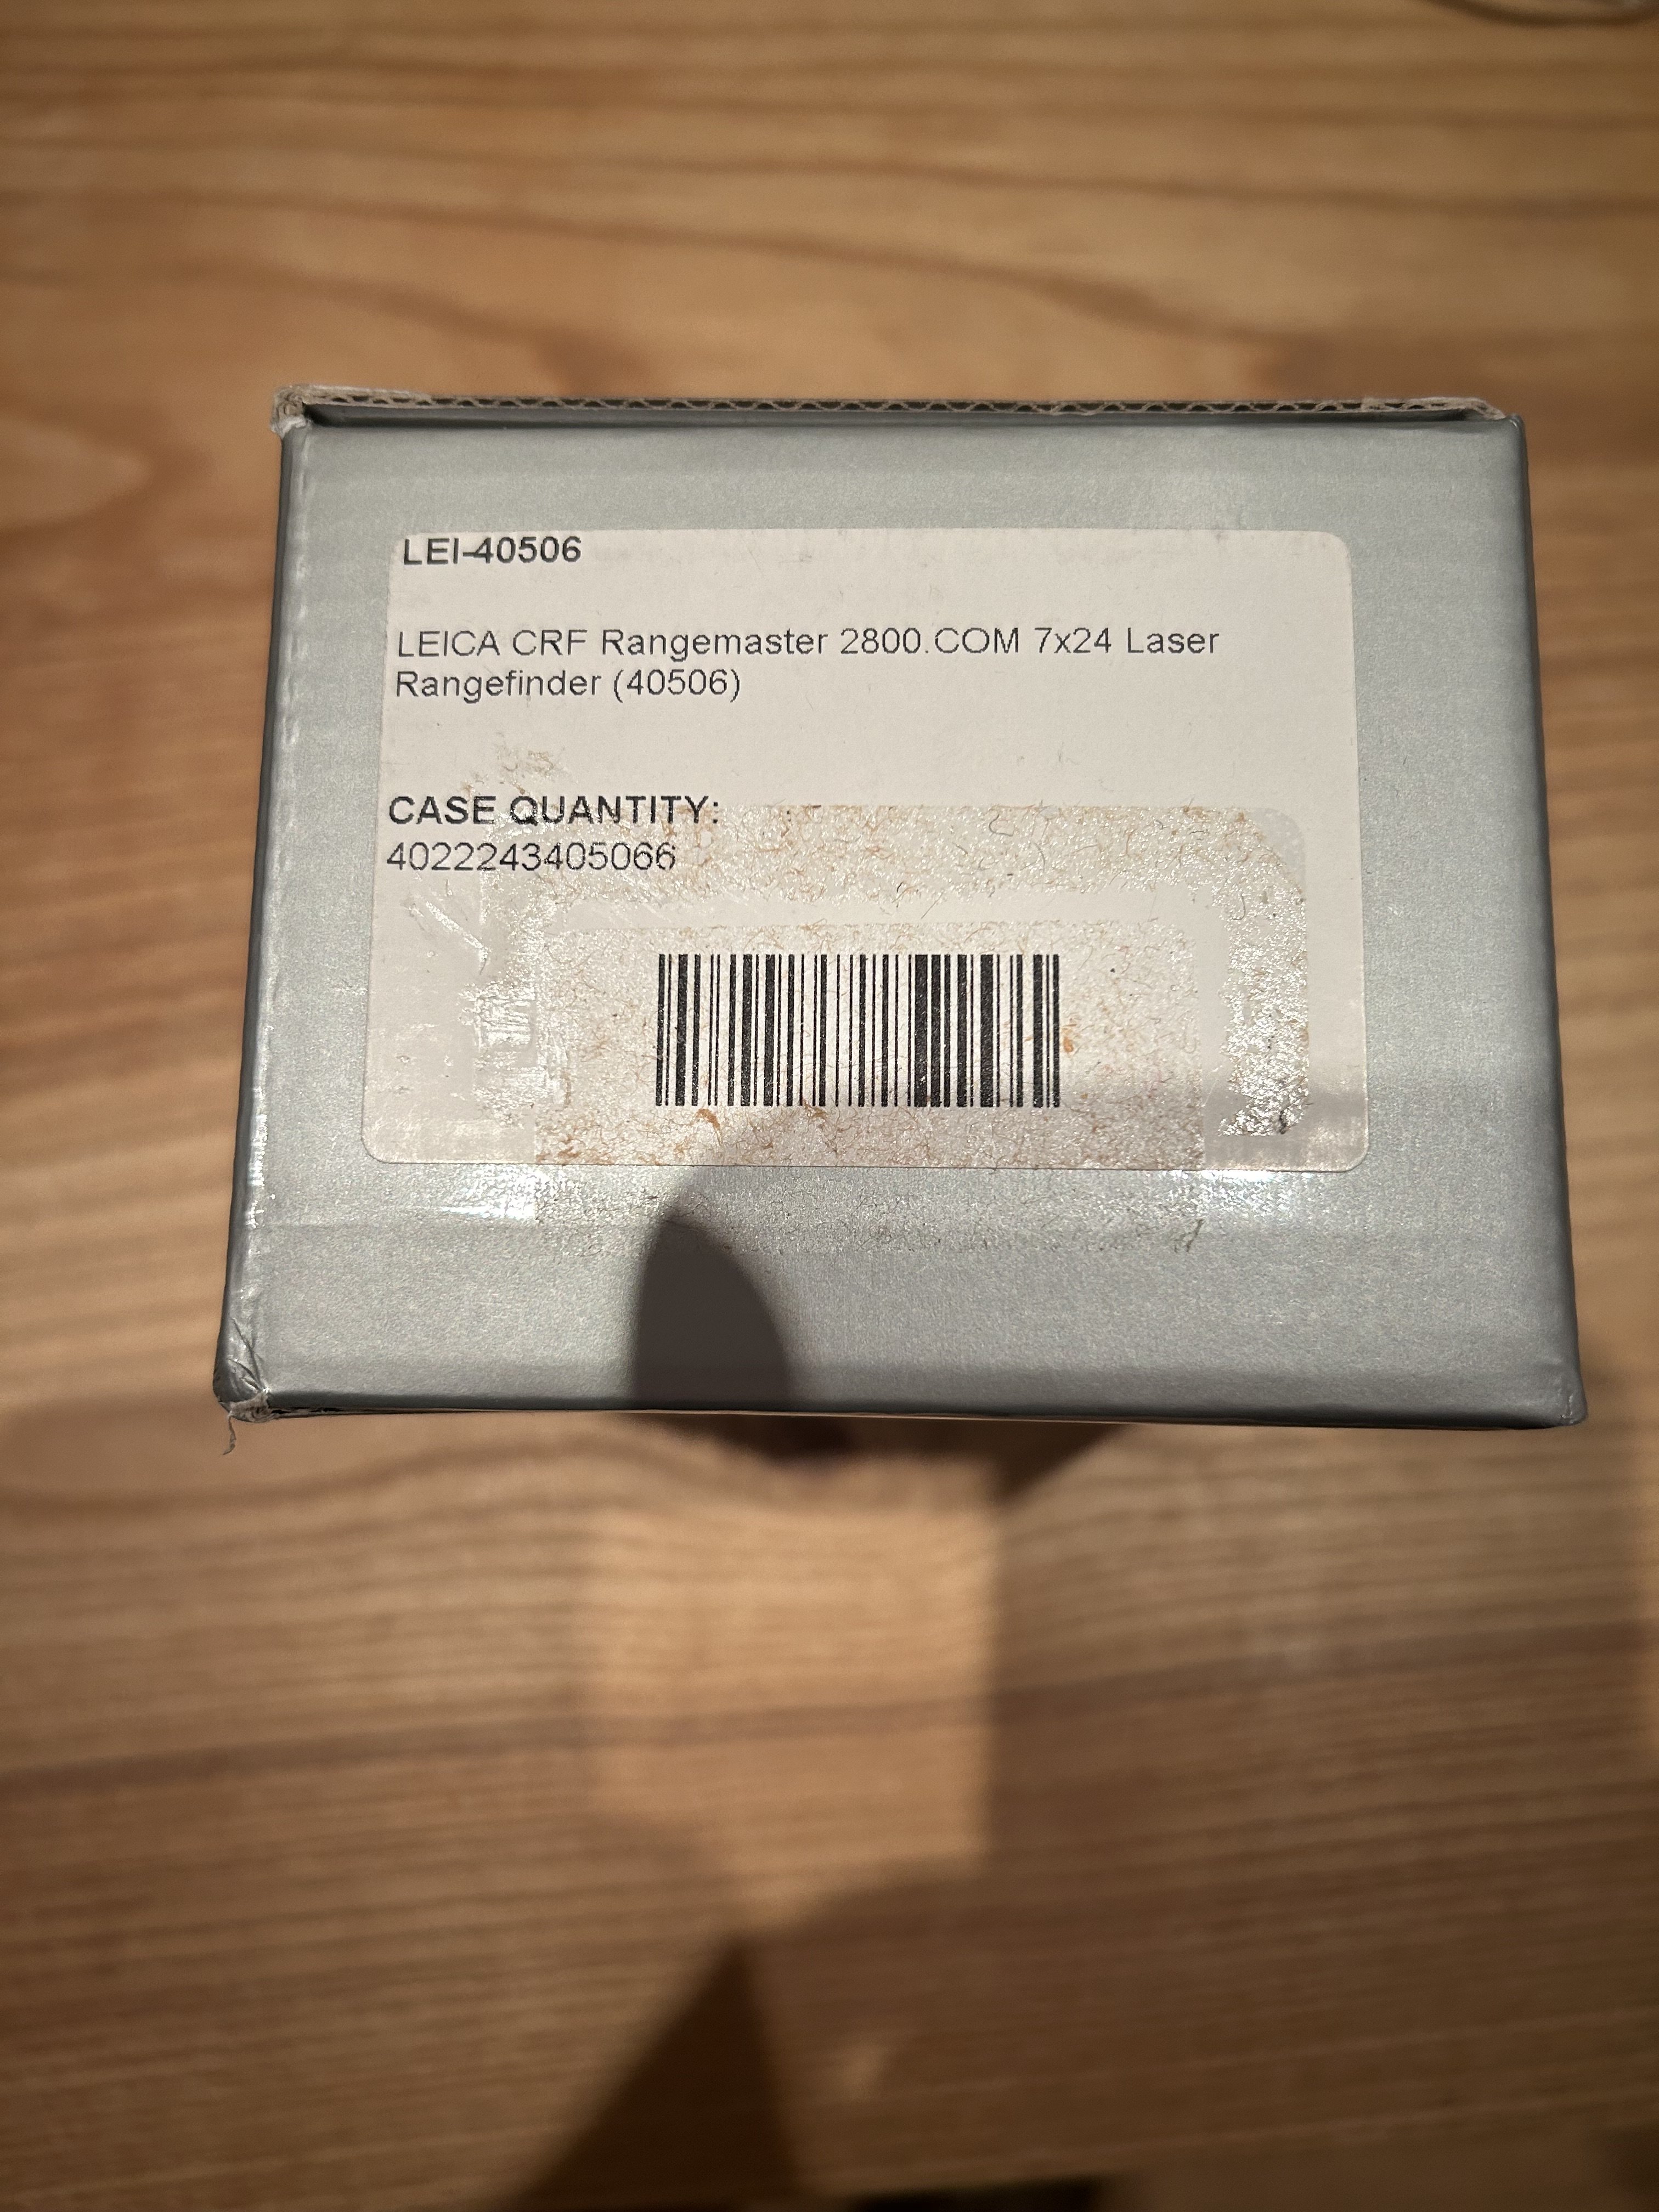 LEI-40506
LEICA CRF Rangemaster 2800.COM 7x24 Laser
Rangefinder (40506)
CASE QUANTITY:
4022243405066